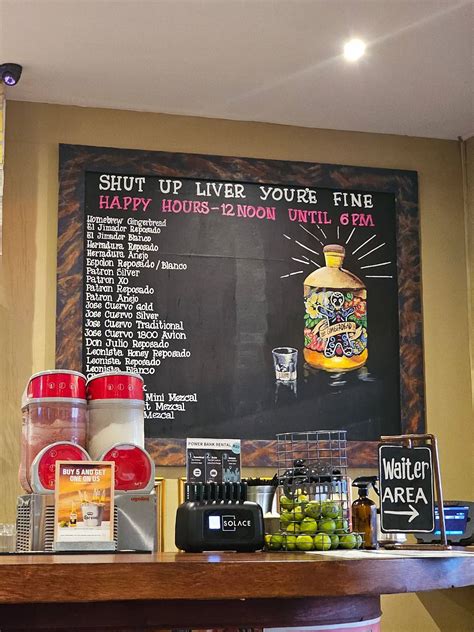 SHUT UP LIVER YOU'RE FINE
HAPPY HOURS - 12 NOON UNTIL 6PM
Homebrew Gingerbread
El Jimador Reposado
El Jimador Blanco
Herradura Reposado
Herradura Añejo
Espolon Reposado/Blanco
Patron Silver
Patron XO
Patron Reposado
Patron Anejo
Jose Cuervo Gold
Jose Cuervo Silver
Jose Cuervo Traditional
Jose Cuervo 1800 Avion
Don Julio Reposado
Leonista Honey Reposado
Leonista Reposado
Leonista Blanco
Mini Mezcal
Mezcal
Mezcal
BUY 5 AND GET
ONE ON US
POWER BANK RENTAL
SOLACE
Waiter
AREA